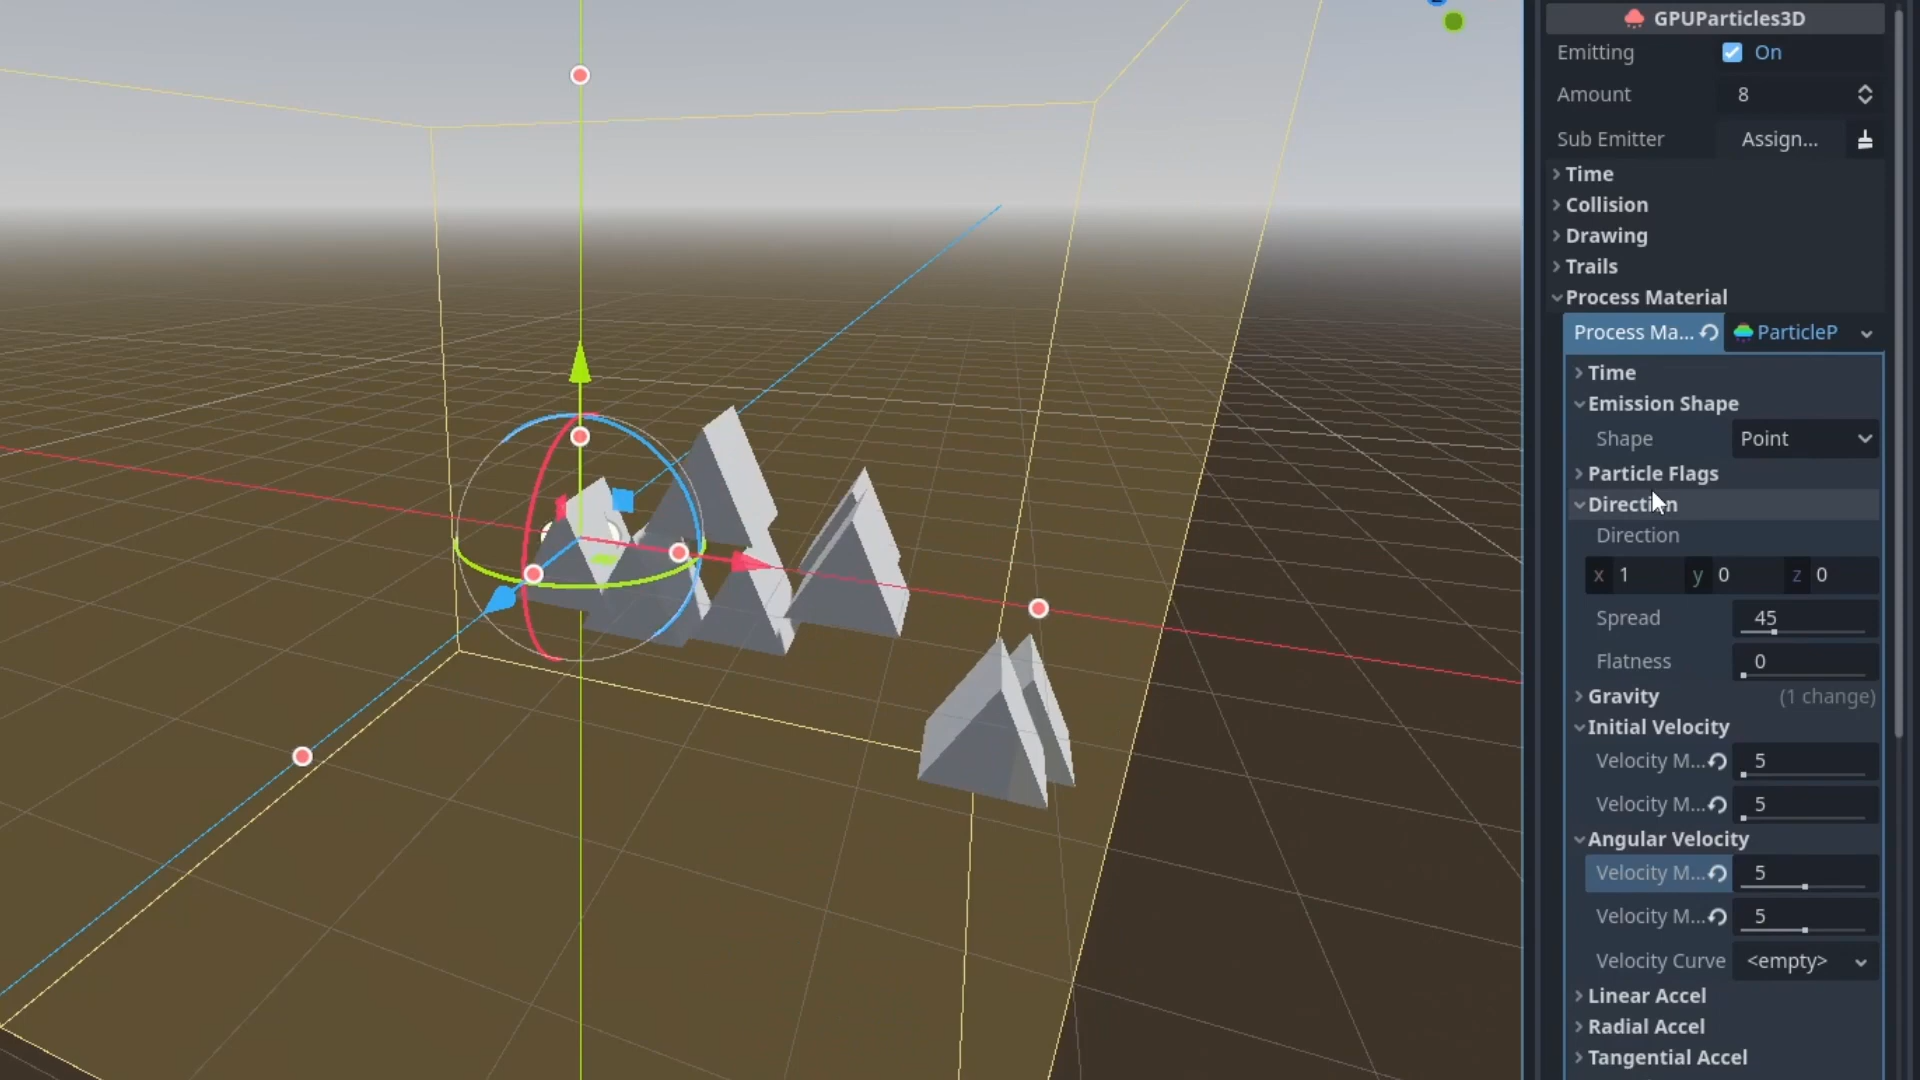 GPUParticles3D
Emitting On
Amount 8
Sub Emitter Assign...
Time
Collision
Drawing
Trails
Process Material
Process Ma... ParticleP
Time
Emission Shape
Shape Point
Particle Flags
Direction
Direction
x 1 y 0 z 0
Spread 45
Flatness 0
Gravity (1 change)
Initial Velocity
Velocity M... 5
Velocity M... 5
Angular Velocity
Velocity M... 5
Velocity M... 5
Velocity Curve <empty>
Linear Accel
Radial Accel
Tangential Accel